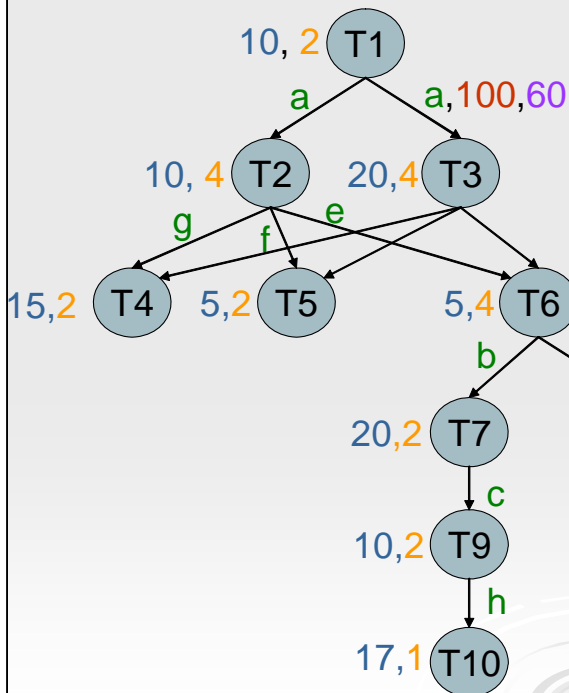 10, 2 T1
a a,100,60
10, 4 T2 20,4 T3
g f e
15,2 T4 5,2 T5 5,4 T6
b
20,2 T7
c
10,2 T9
h
17,1 T10